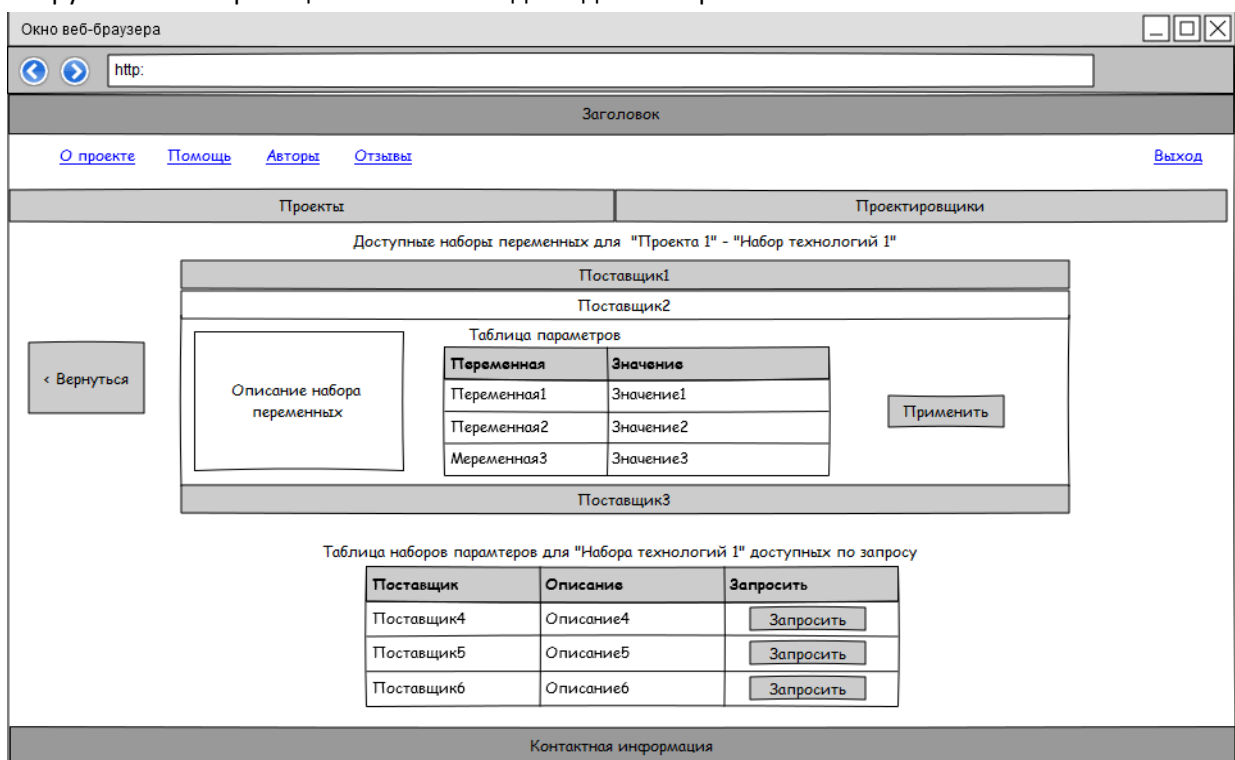 Окно веб-браузера
http:
Заголовок
О проекте Помощь Авторы Отзывы Выход
Проекты Проектировщики
Доступные наборы переменных для "Проекта 1" - "Набор технологий 1"
Поставщик1
Поставщик2
Таблица параметров
Переменная Значение
< Вернуться
Описание набора
переменных
Переменная1 Значение1
Применить
Переменная2 Значение2
Меременная3 Значение3
Поставщик3
Таблица наборов парамтеров для "Набора технологий 1" доступных по запросу
Поставщик Описание Запросить
Поставщик4 Описание4 Запросить
Поставщик5 Описание5 Запросить
Поставщик6 Описание6 Запросить
Контактная информация